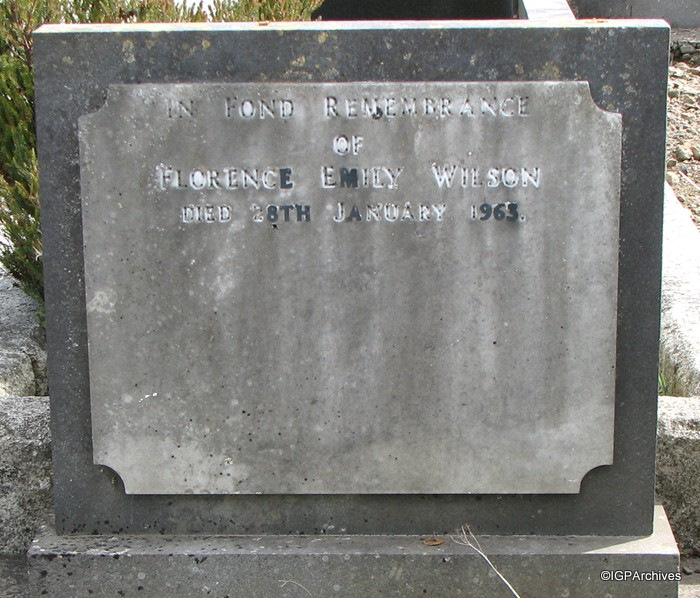 In Fond Remembrance
of
Florence Emily Wilson
Died 28th January 1963.
©IGPArchives